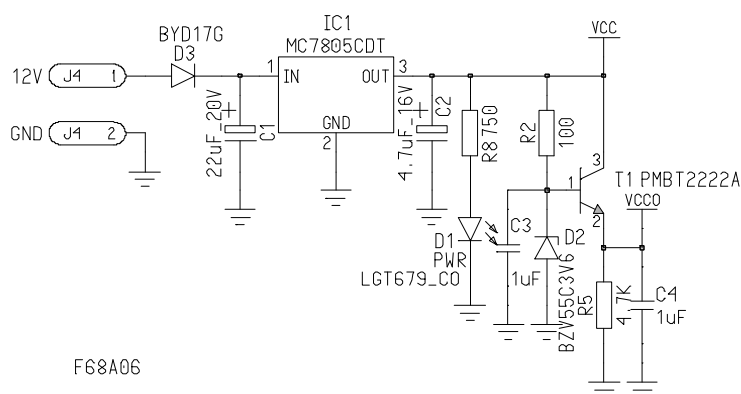 BYD17G
D3
12V J4 1
GND J4 2
22uF_20V
C1
IC1
MC7805CDT
1 IN OUT 3
GND
2
4.7uF_16V
C2
R8 750
D1
PWR
LGT679_CO
R2
100
C3
1uF
D2
BZV55C3V6
VCC
3
1
2
T1 PMBT2222A
VCCO
R5
4.7K
C4
1uF
F68A06